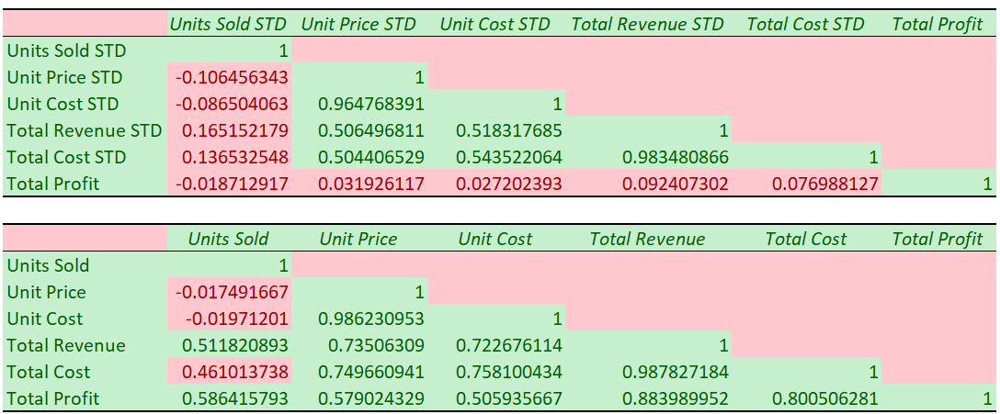 Units Sold STD Unit Price STD Unit Cost STD Total Revenue STD Total Cost STD Total Profit
Units Sold STD 1
Unit Price STD -0.106456343 1
Unit Cost STD -0.086504063 0.964768391 1
Total Revenue STD 0.165152179 0.506496811 0.518317685 1
Total Cost STD 0.136532548 0.504406529 0.543522064 0.983480866 1
Total Profit -0.018712917 0.031926117 0.027202393 0.092407302 0.076988127 1
Units Sold Unit Price Unit Cost Total Revenue Total Cost Total Profit
Units Sold 1
Unit Price -0.017491667 1
Unit Cost -0.01971201 0.986230953 1
Total Revenue 0.511820893 0.73506309 0.722676114 1
Total Cost 0.461013738 0.749660941 0.758100434 0.987827184 1
Total Profit 0.586415793 0.579024329 0.505935667 0.883989952 0.800506281 1